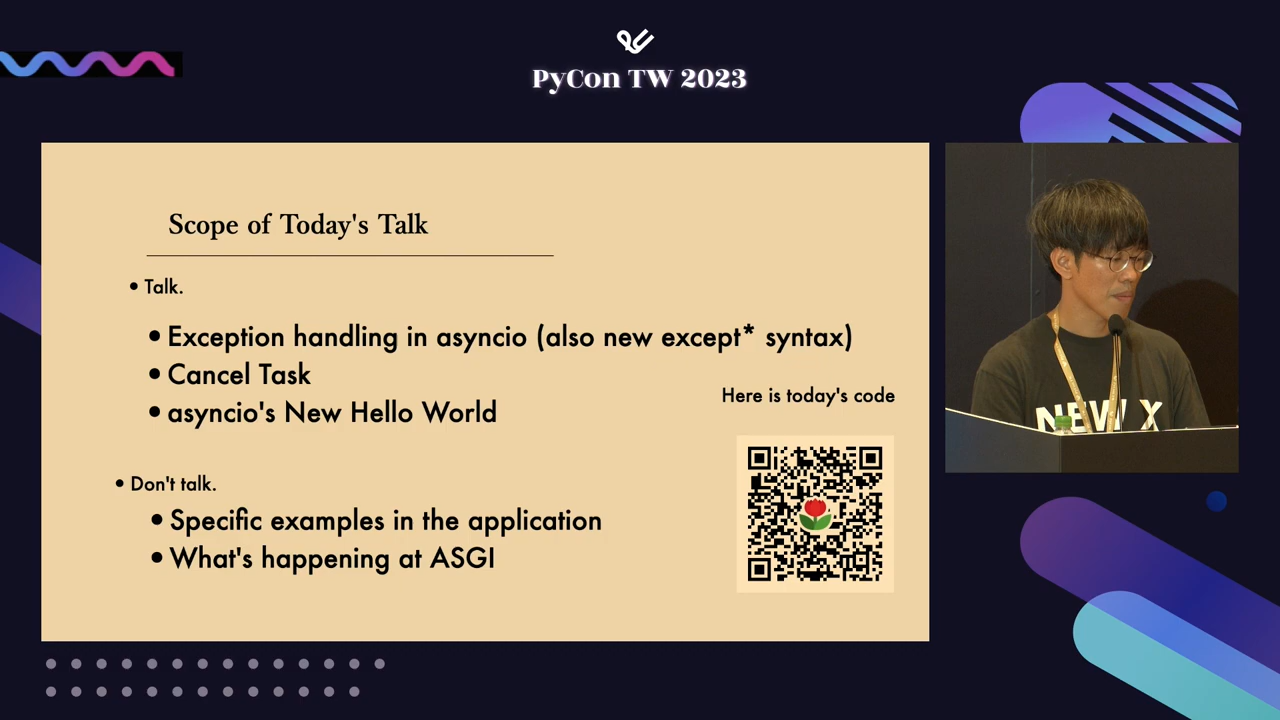 PyCon TW 2023
Scope of Today's Talk
• Talk.
• Exception handling in asyncio (also new except* syntax)
• Cancel Task
• asyncio's New Hello World
Here is today's code
• Don't talk.
• Specific examples in the application
• What's happening at ASGI
NEW X